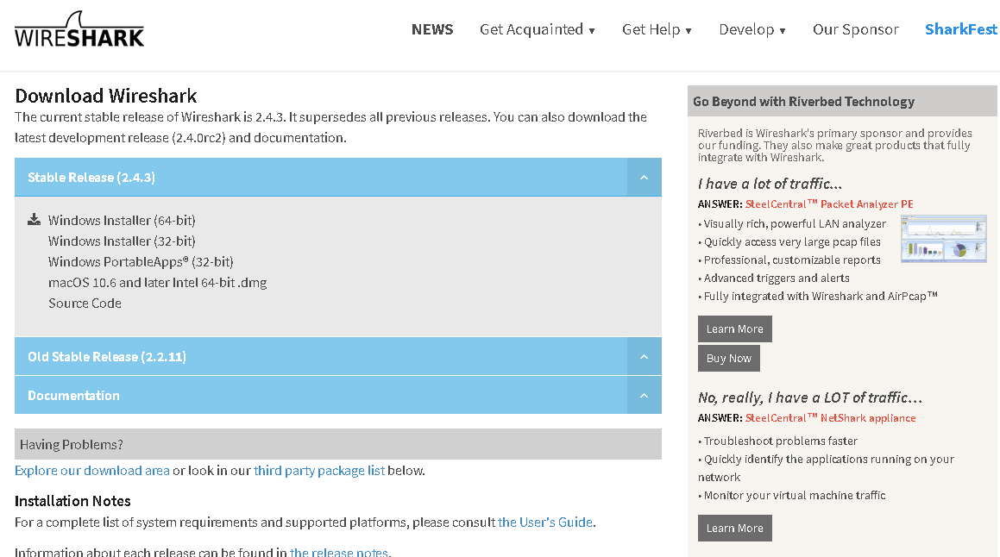 WIRESHARK
NEWS Get Acquainted ▼ Get Help ▼ Develop ▼ Our Sponsor SharkFest
Download Wireshark
The current stable release of Wireshark is 2.4.3. It supersedes all previous releases. You can also download the
latest development release (2.4.0rc2) and documentation.
Stable Release (2.4.3)
Windows Installer (64-bit)
Windows Installer (32-bit)
Windows PortableApps® (32-bit)
macOS 10.6 and later Intel 64-bit .dmg
Source Code
Old Stable Release (2.2.11)
Documentation
Having Problems?
Explore our download area or look in our third party package list below.
Installation Notes
For a complete list of system requirements and supported platforms, please consult the User's Guide.
Information about each release can be found in the release notes.
Go Beyond with Riverbed Technology
Riverbed is Wireshark's primary sponsor and provides
our funding. They also make great products that fully
integrate with Wireshark.
I have a lot of traffic...
ANSWER: SteelCentral™ Packet Analyzer PE
• Visually rich, powerful LAN analyzer
• Quickly access very large pcap files
• Professional, customizable reports
• Advanced triggers and alerts
• Fully integrated with Wireshark and AirPcap™
Learn More
Buy Now
No, really, I have a LOT of traffic…
ANSWER: SteelCentral™ NetShark appliance
• Troubleshoot problems faster
• Quickly identify the applications running on your
network
• Monitor your virtual machine traffic
Learn More